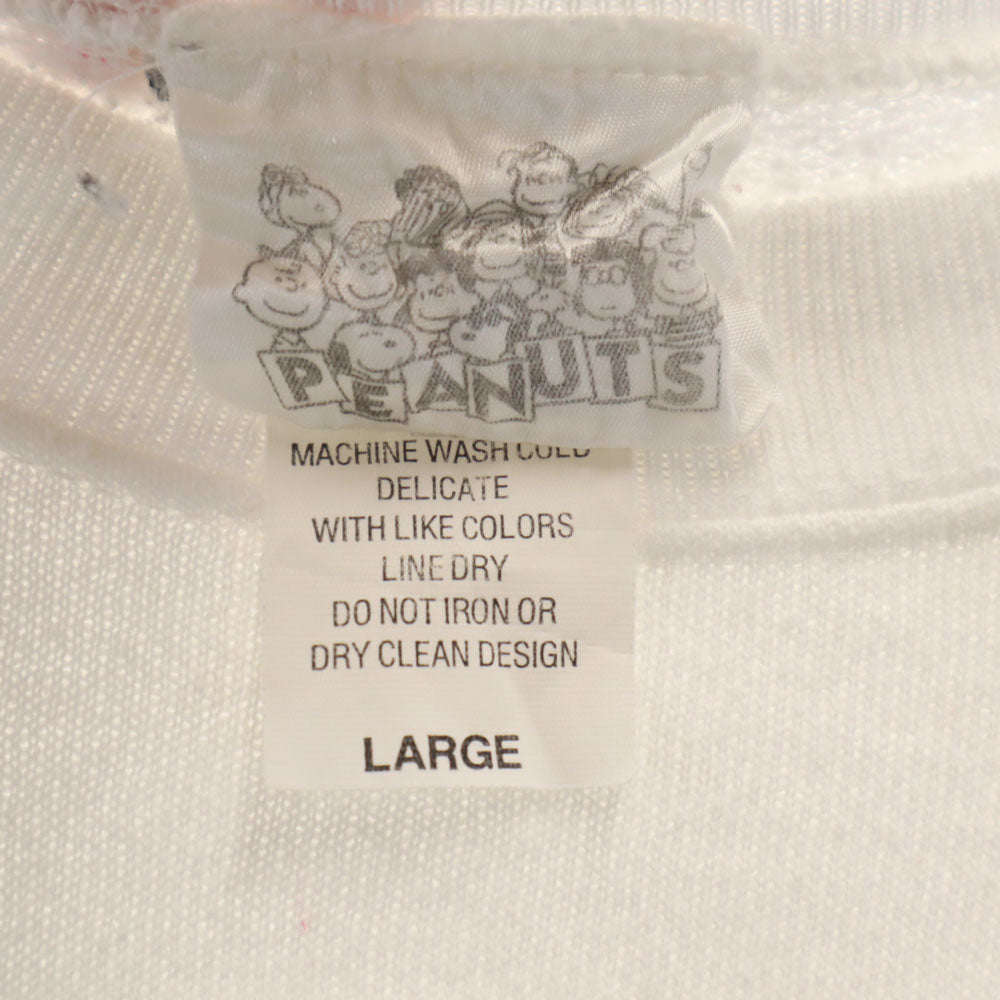 PEANUTS
MACHINE WASH COLD
DELICATE
WITH LIKE COLORS
LINE DRY
DO NOT IRON OR
DRY CLEAN DESIGN
LARGE